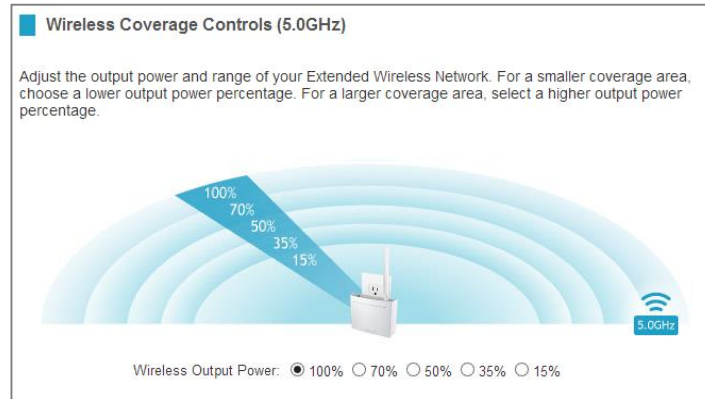 Wireless Coverage Controls (5.0GHz)
Adjust the output power and range of your Extended Wireless Network. For a smaller coverage area,
choose a lower output power percentage. For a larger coverage area, select a higher output power
percentage.
100%
70%
50%
35%
15%
5.0GHz
Wireless Output Power: 100% 70% 50% 35% 15%